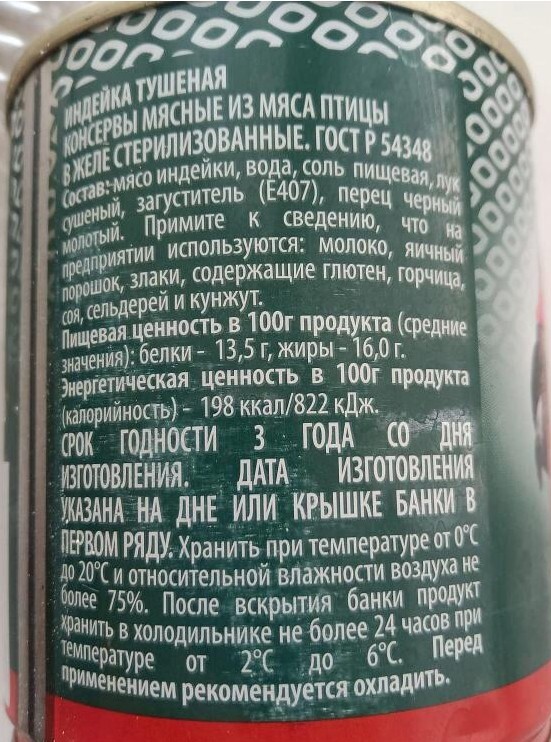 ИНДЕЙКА ТУШЕНАЯ
КОНСЕРВЫ МЯСНЫЕ ИЗ МЯСА ПТИЦЫ
В ЖЕЛЕ СТЕРИЛИЗОВАННЫЕ. ГОСТ Р 54348
Состав: мясо индейки, вода, соль пищевая, лук
сушеный, загуститель (Е407), перец черный
молотый. Примите к сведению, что на
предприятии используются: молоко, яичный
порошок, злаки, содержащие глютен, горчица,
соя, сельдерей и кунжут.
Пищевая ценность в 100г продукта (средние
значения): белки - 13,5 г, жиры - 16,0 г.
Энергетическая ценность в 100г продукта
(калорийность) - 198 ккал/822 кДж.
СРОК ГОДНОСТИ 3 ГОДА СО ДНЯ
ИЗГОТОВЛЕНИЯ. ДАТА ИЗГОТОВЛЕНИЯ
УКАЗАНА НА ДНЕ ИЛИ КРЫШКЕ БАНКИ В
ПЕРВОМ РЯДУ. Хранить при температуре от 0°С
до 20°С и относительной влажности воздуха не
более 75%. После вскрытия банки продукт
хранить в холодильнике не более 24 часов при
температуре от 2°С до 6°С. Перед
применением рекомендуется охладить.